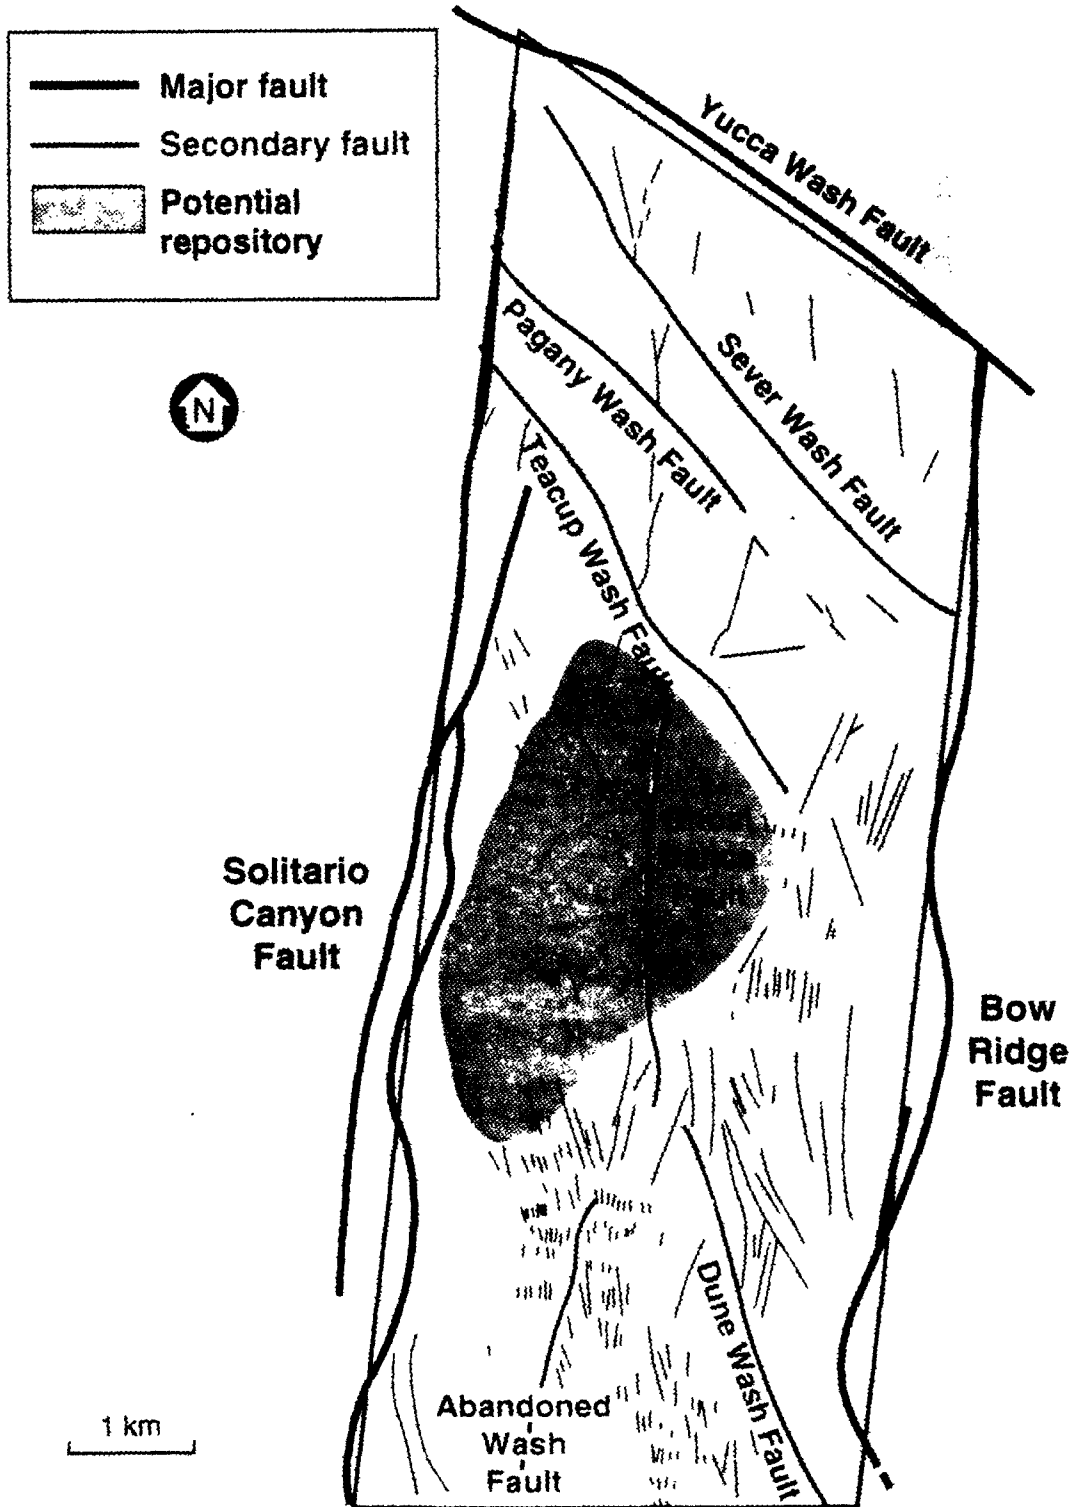 Major fault
Secondary fault
Potential
repository
N
Yucca Wash Fault
Pagany Wash Fault
Sever Wash Fault
Teacup Wash Fault
Solitario
Canyon
Fault
Bow
Ridge
Fault
Dune Wash Fault
Abandoned
Wash
Fault
1 km